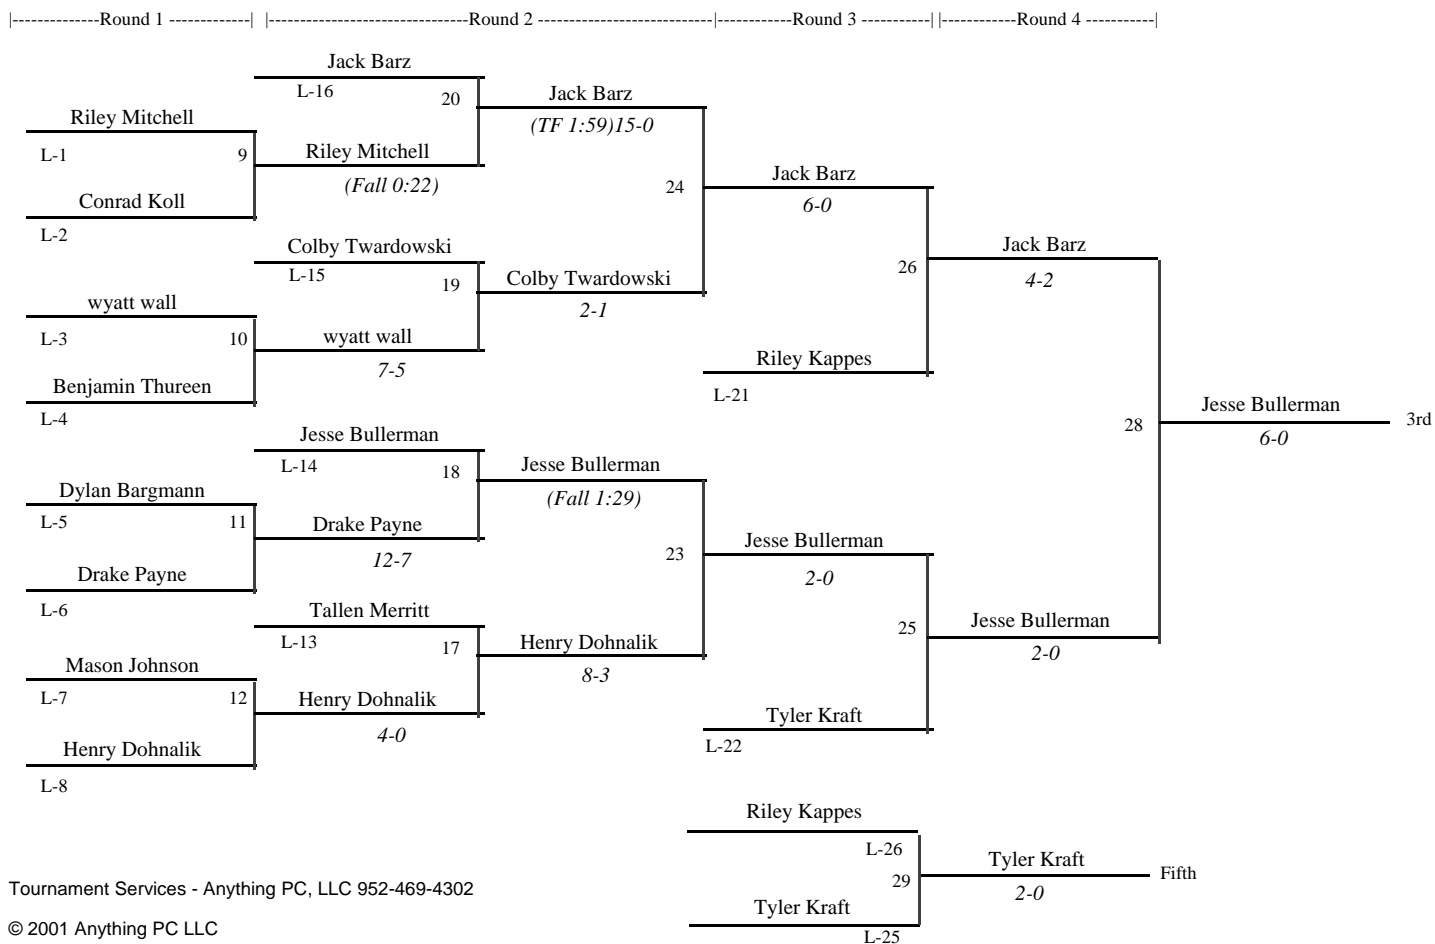 |--------------Round 1 -------------| |-----------------------------Round 2 -------------------------|-----------Round 3 ----------| |-----------Round 4 ----------|
Jack Barz
L-16
20
Jack Barz
(TF 1:59)15-0
Riley Mitchell
L-1
9
Riley Mitchell
(Fall 0:22)
Conrad Koll
L-2
24
Jack Barz
6-0
Colby Twardowski
L-15
19
Colby Twardowski
2-1
26
Jack Barz
4-2
wyatt wall
L-3
10
wyatt wall
7-5
Benjamin Thureen
L-4
Riley Kappes
L-21
28
Jesse Bullerman
6-0
3rd
Jesse Bullerman
L-14
18
Jesse Bullerman
(Fall 1:29)
Dylan Bargmann
L-5
11
Drake Payne
12-7
Drake Payne
L-6
23
Jesse Bullerman
2-0
Tallen Merritt
L-13
17
Henry Dohnalik
8-3
25
Jesse Bullerman
2-0
Mason Johnson
L-7
12
Henry Dohnalik
4-0
Henry Dohnalik
L-8
Tyler Kraft
L-22
Riley Kappes
L-26
29
Tyler Kraft
2-0
Fifth
Tyler Kraft
L-25
Tournament Services - Anything PC, LLC 952-469-4302
© 2001 Anything PC LLC